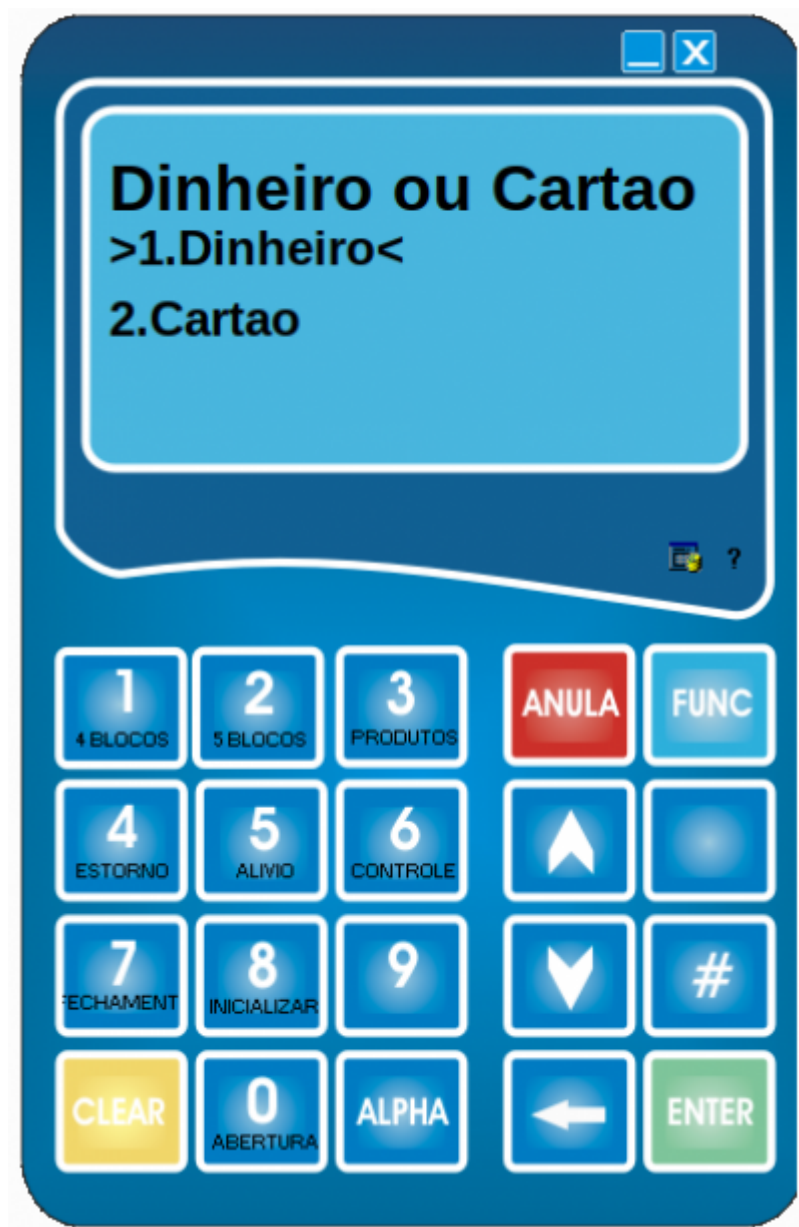 X
Dinheiro ou Cartao
>1.Dinheiro<
2.Cartao
?
1 2 3 ANULA FUNC
4 BLOCOS 5 BLOCOS PRODUTOS
4 5 6
ESTORNO ALIVIO CONTROLE
7 8 9 #
FECHAMENT INICIALIZAR
CLEAR 0 ALPHA ENTER
ABERTURA